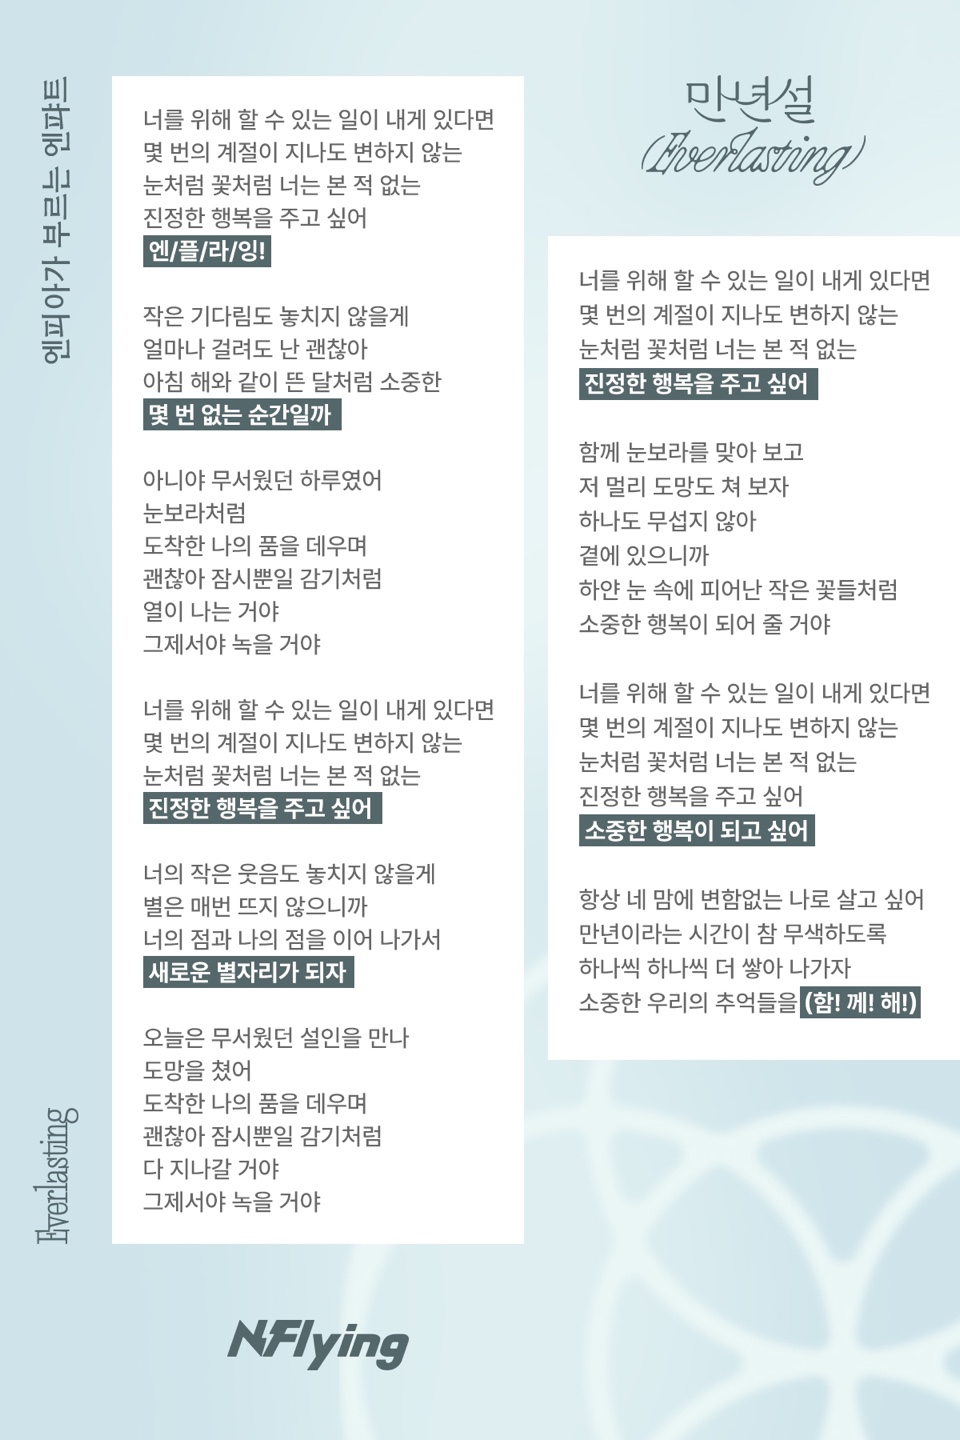 엔피아가 부르는 엔퍄트
너를 위해 할 수 있는 일이 내게 있다면
몇 번의 계절이 지나도 변하지 않는
눈처럼 꽃처럼 너는 본 적 없는
진정한 행복을 주고 싶어
엔/플/라/잉!
작은 기다림도 놓치지 않을게
얼마나 걸려도 난 괜찮아
아침 해와 같이 뜬 달처럼 소중한
몇 번 없는 순간일까
아니야 무서웠던 하루였어
눈보라처럼
도착한 나의 품을 데우며
괜찮아 잠시뿐일 감기처럼
열이 나는 거야
그제서야 녹을 거야
너를 위해 할 수 있는 일이 내게 있다면
몇 번의 계절이 지나도 변하지 않는
눈처럼 꽃처럼 너는 본 적 없는
진정한 행복을 주고 싶어
너의 작은 웃음도 놓치지 않을게
별은 매번 뜨지 않으니까
너의 점과 나의 점을 이어 나가서
새로운 별자리가 되자
오늘은 무서웠던 설인을 만나
도망을 쳤어
도착한 나의 품을 데우며
괜찮아 잠시뿐일 감기처럼
다 지나갈 거야
그제서야 녹을 거야
Everlasting
만년설
(Everlasting)
너를 위해 할 수 있는 일이 내게 있다면
몇 번의 계절이 지나도 변하지 않는
눈처럼 꽃처럼 너는 본 적 없는
진정한 행복을 주고 싶어
함께 눈보라를 맞아 보고
저 멀리 도망도 쳐 보자
하나도 무섭지 않아
곁에 있으니까
하얀 눈 속에 피어난 작은 꽃들처럼
소중한 행복이 되어 줄 거야
너를 위해 할 수 있는 일이 내게 있다면
몇 번의 계절이 지나도 변하지 않는
눈처럼 꽃처럼 너는 본 적 없는
진정한 행복을 주고 싶어
소중한 행복이 되고 싶어
항상 네 맘에 변함없는 나로 살고 싶어
만년이라는 시간이 참 무색하도록
하나씩 하나씩 더 쌓아 나가자
소중한 우리의 추억들을 (함! 께! 해!)
NFlying